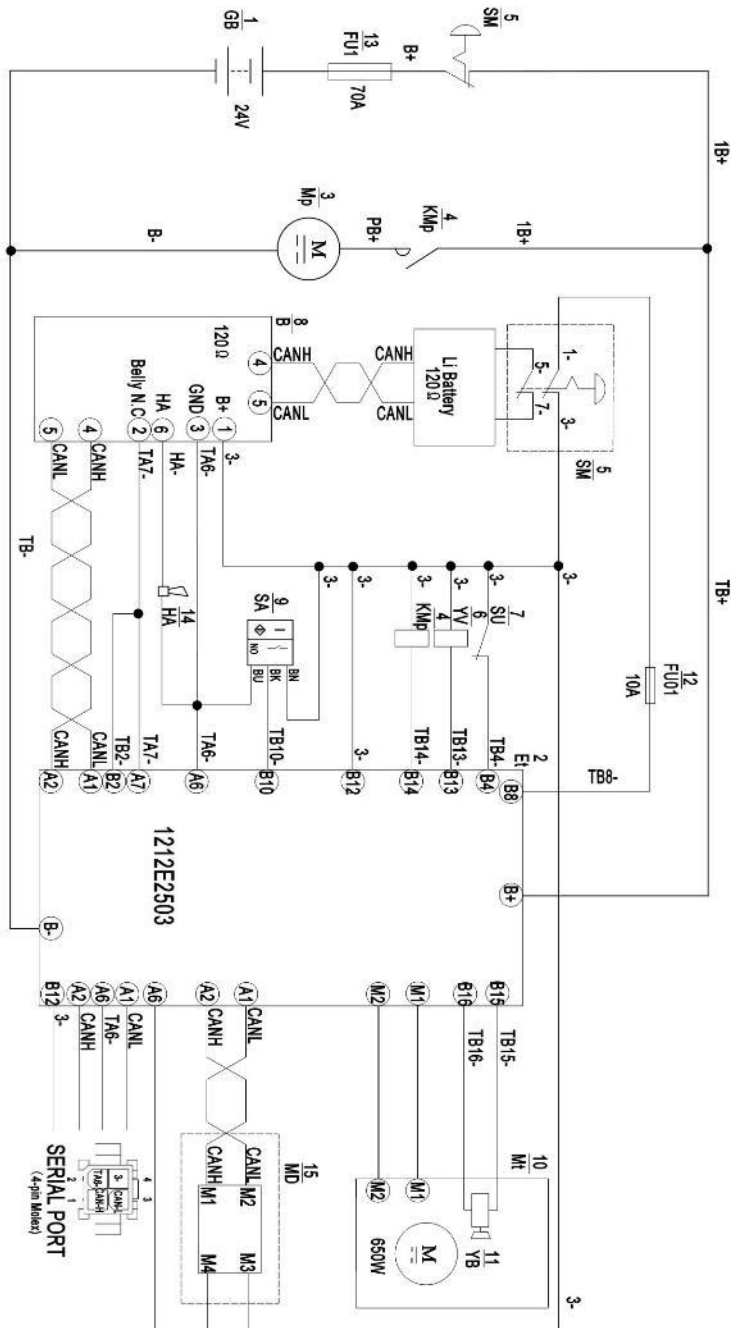 5
SM
B+
13
FU1
70A
1
GB
24V
1B+
1B+
4
KMp
PB+
3
Mp
M
B-
TB+
TB-
8
B
120Ω
4
CANH
5
CANL
CANH
CANL
Li Battery
120Ω
1-
5-
7-
3-
5
SM
B+
1
3-
GND
3
TA6-
HA
6
HA-
Belly N.C
2
TA7-
4
CANH
5
CANL
14
HA
9
SA
NO
BU
BK
BN
3-
3-
3-
3-
3-
3-
7
SU
6
YV
4
KMp
12
FU01
10A
TB8-
TB4-
TB13-
TB14-
3-
TB10-
TA6-
TA7-
TB2-
CANL
CANH
2
Et
B8
B4
B13
B14
B12
B10
A6
A7
B2
A1
A2
1212E2503
B+
B-
B15
B16
M1
M2
A1
A2
A6
A1
A6
A2
B12
TB15-
TB16-
CANL
CANH
CANL
TA6-
CANH
3-
10
Mt
M1
M2
M
650W
11
YB
15
MD
CANL
CANH
M2
M1
M3
M4
3-
4
3
2
1
3-
CAN-L
CAN-H
SERIAL PORT
(4-pin Molex)